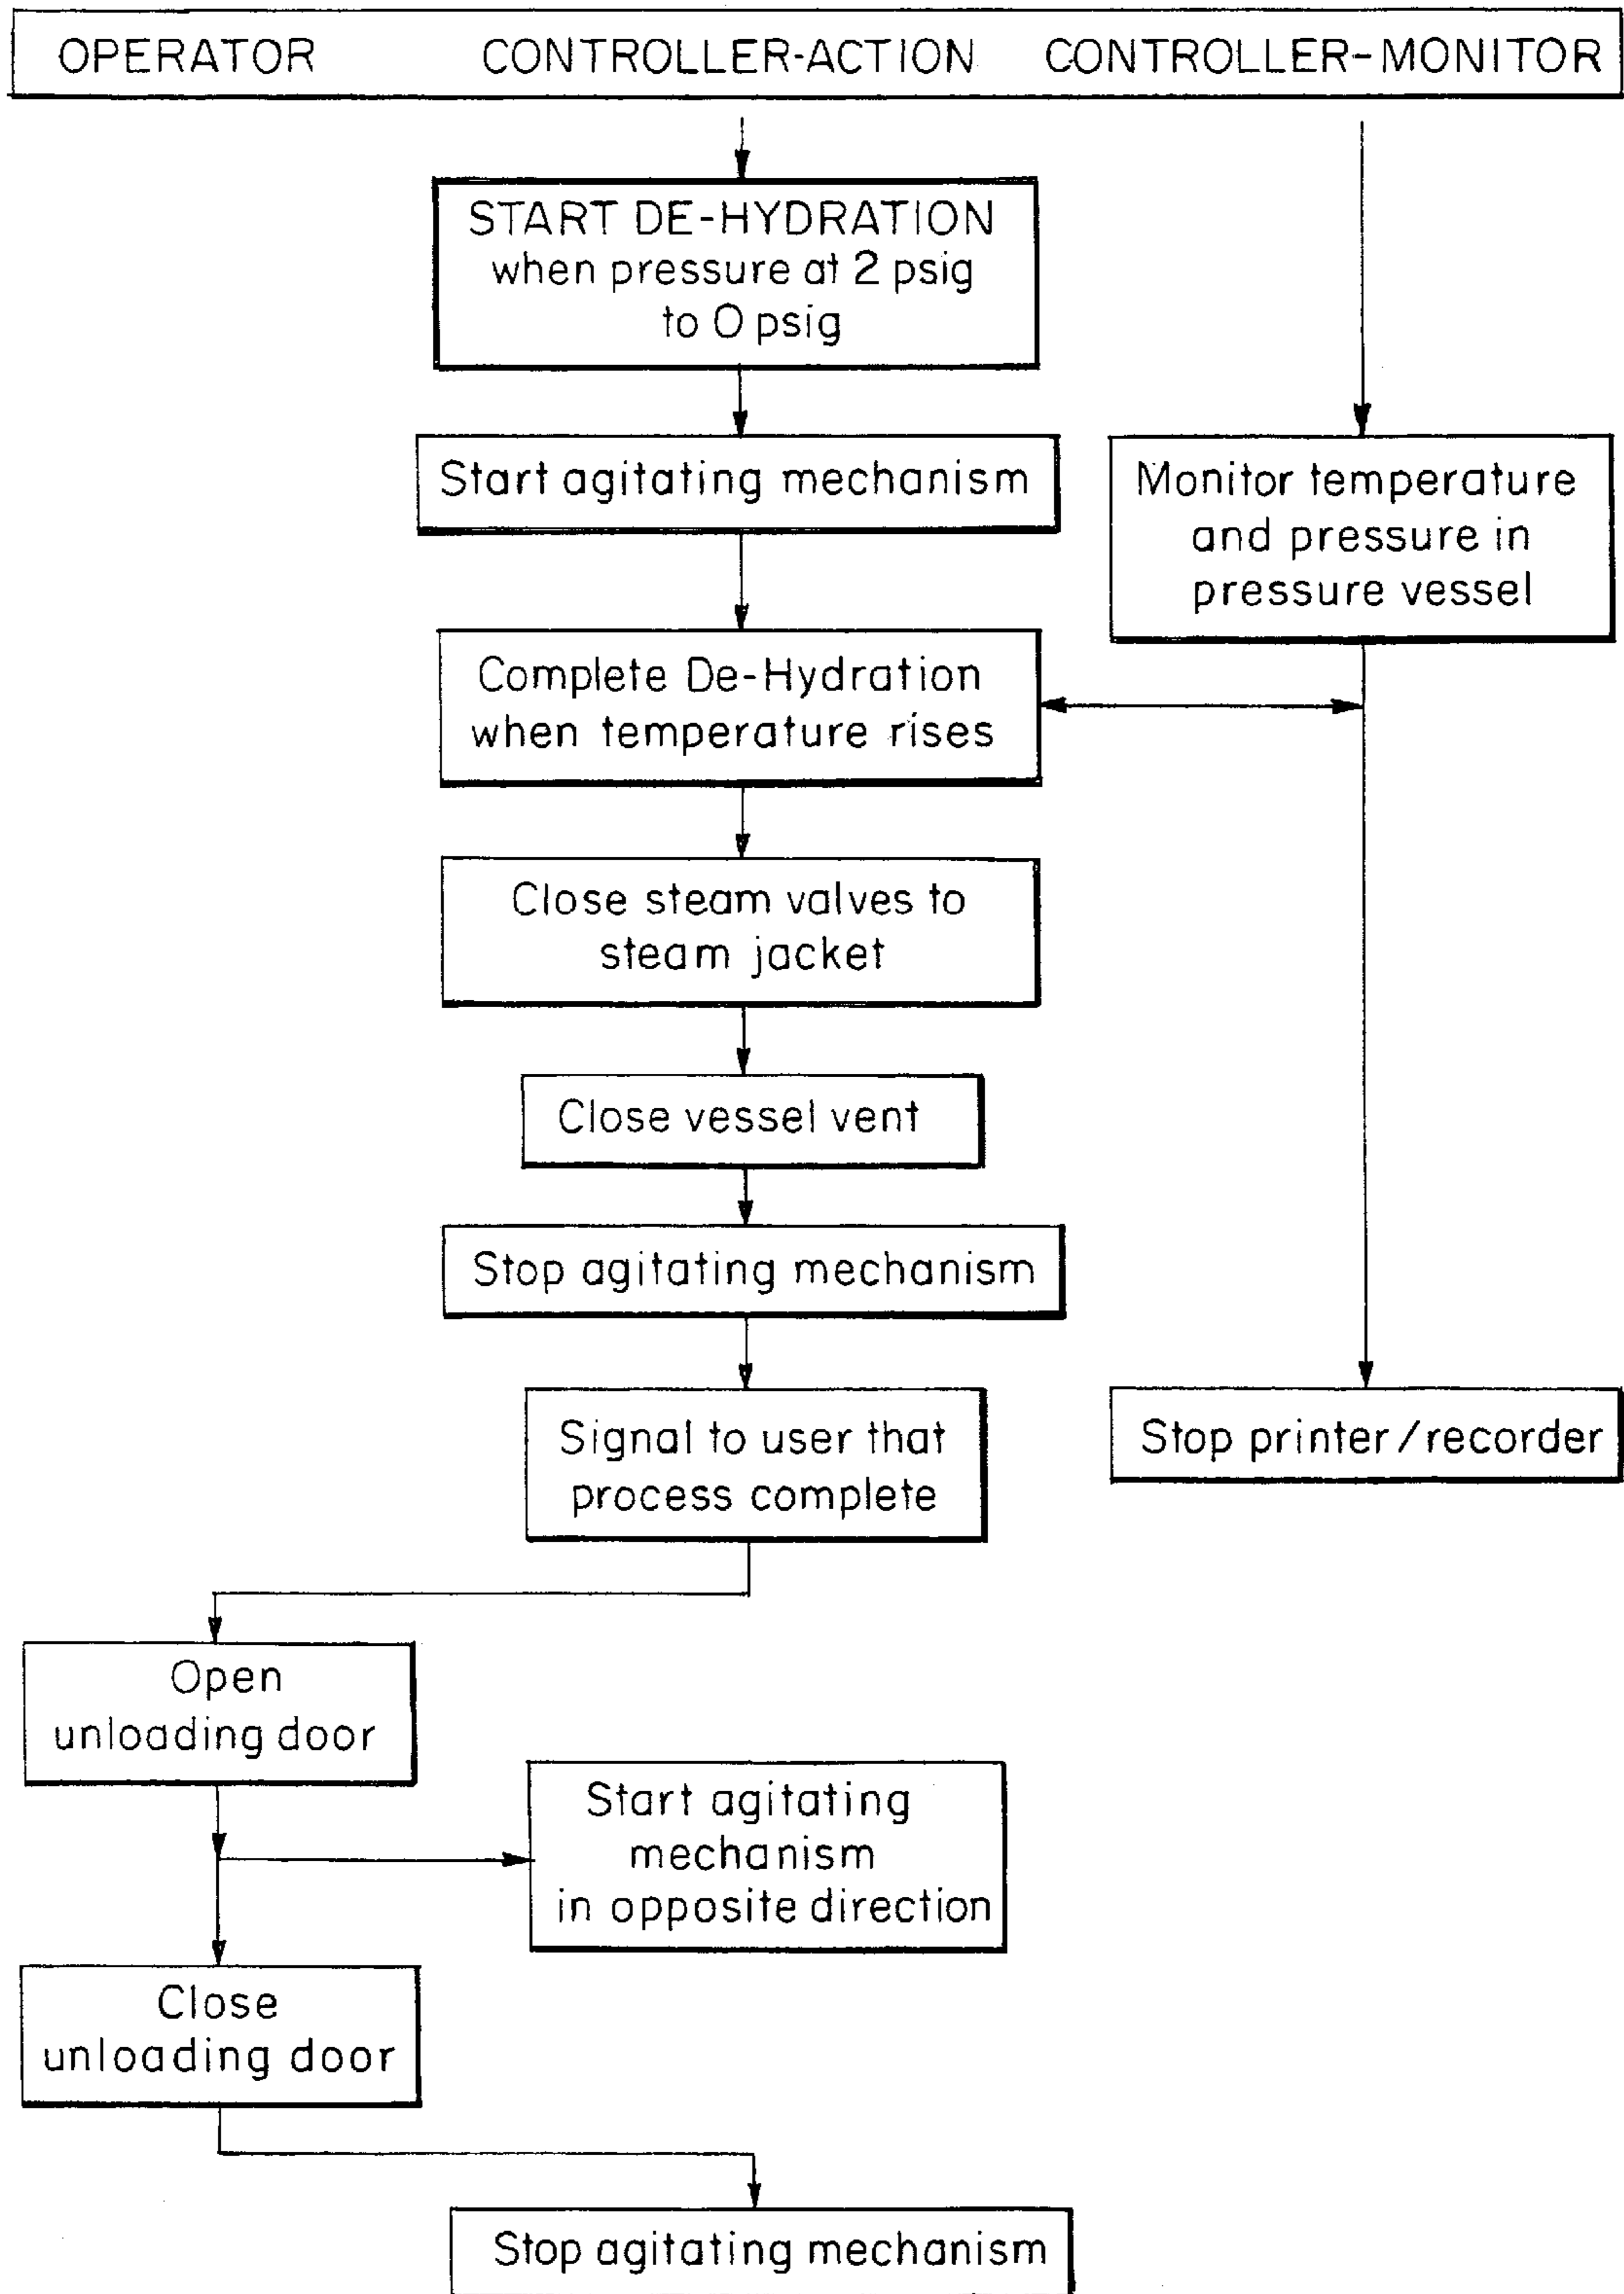 OPERATOR CONTROLLER-ACTION CONTROLLER-MONITOR
START DE-HYDRATION
when pressure at 2 psig
to 0 psig
Start agitating mechanism
Monitor temperature
and pressure in
pressure vessel
Complete De-Hydration
when temperature rises
Close steam valves to
steam jacket
Close vessel vent
Stop agitating mechanism
Signal to user that
process complete
Stop printer/recorder
Open
unloading door
Start agitating
mechanism
in opposite direction
Close
unloading door
Stop agitating mechanism